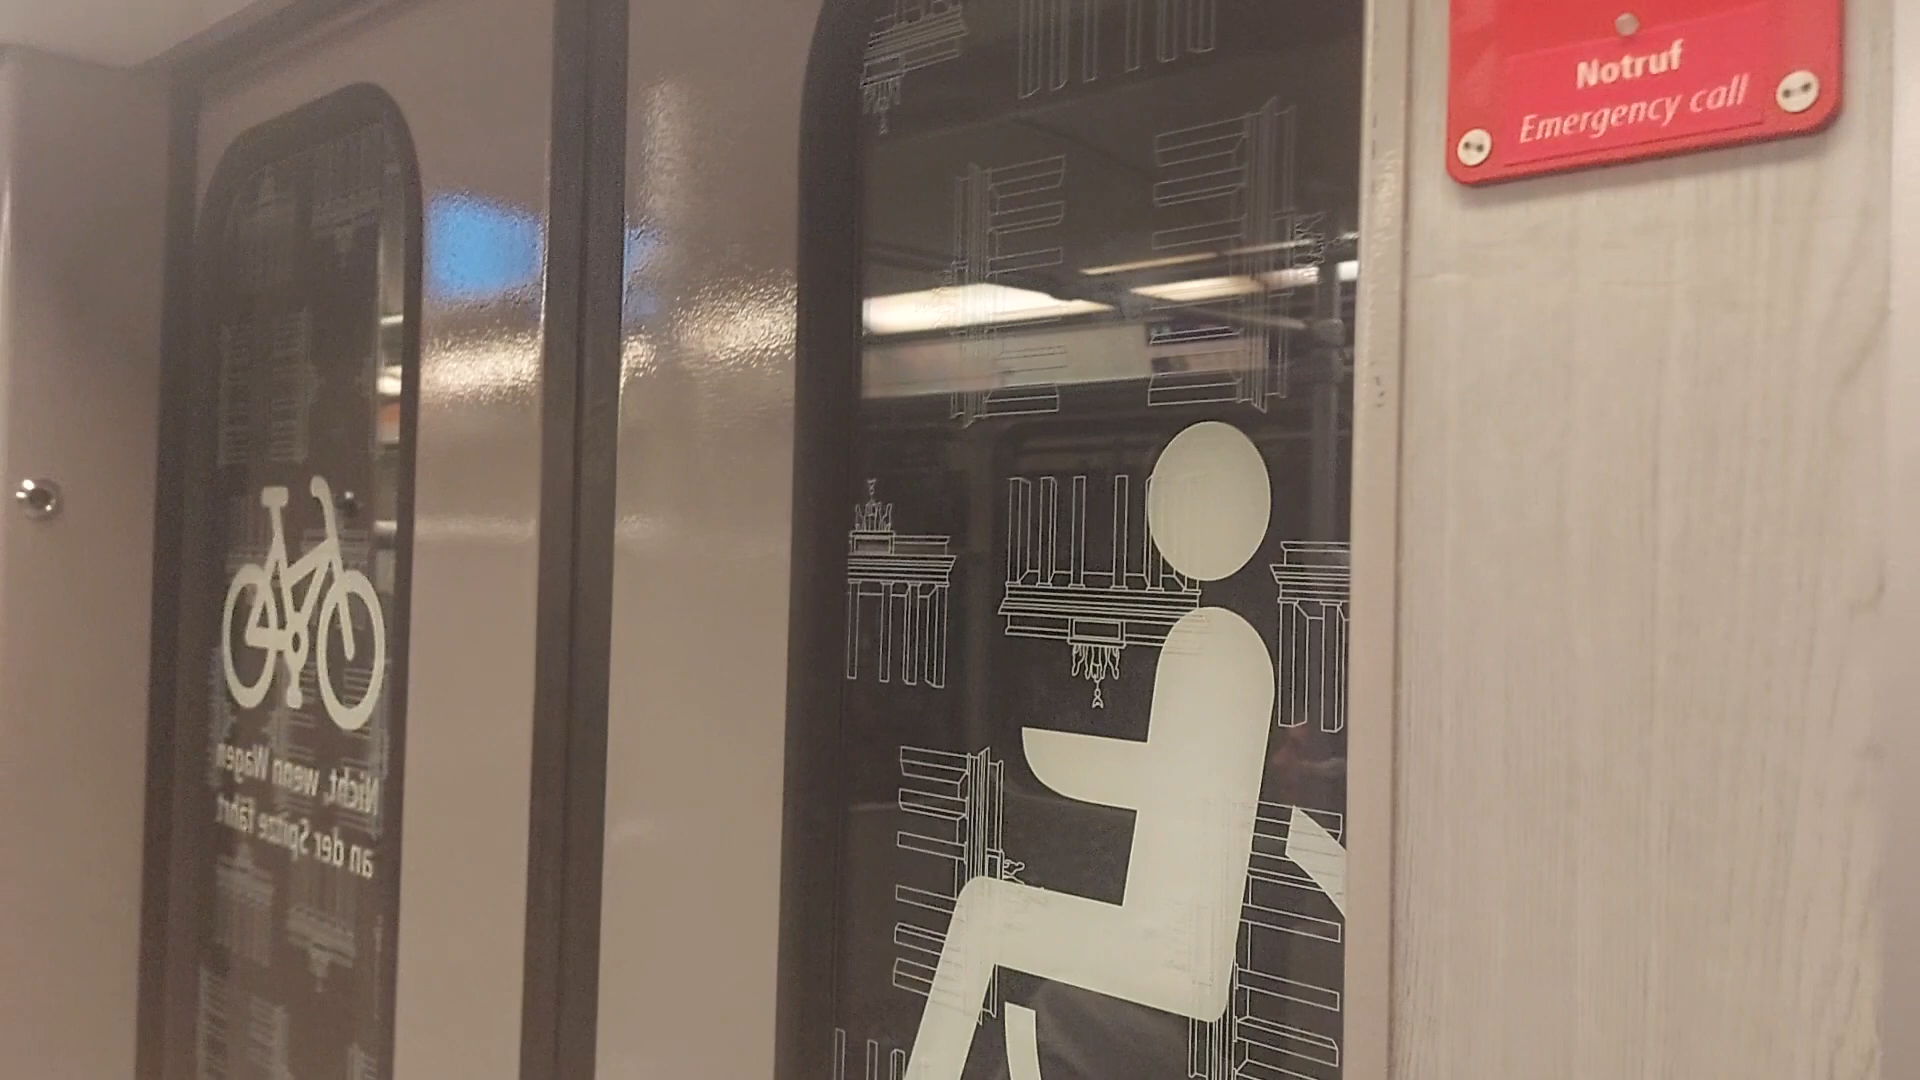 Notruf
Emergency call
Nicht, wenn Wagen
an der Spitze fährt